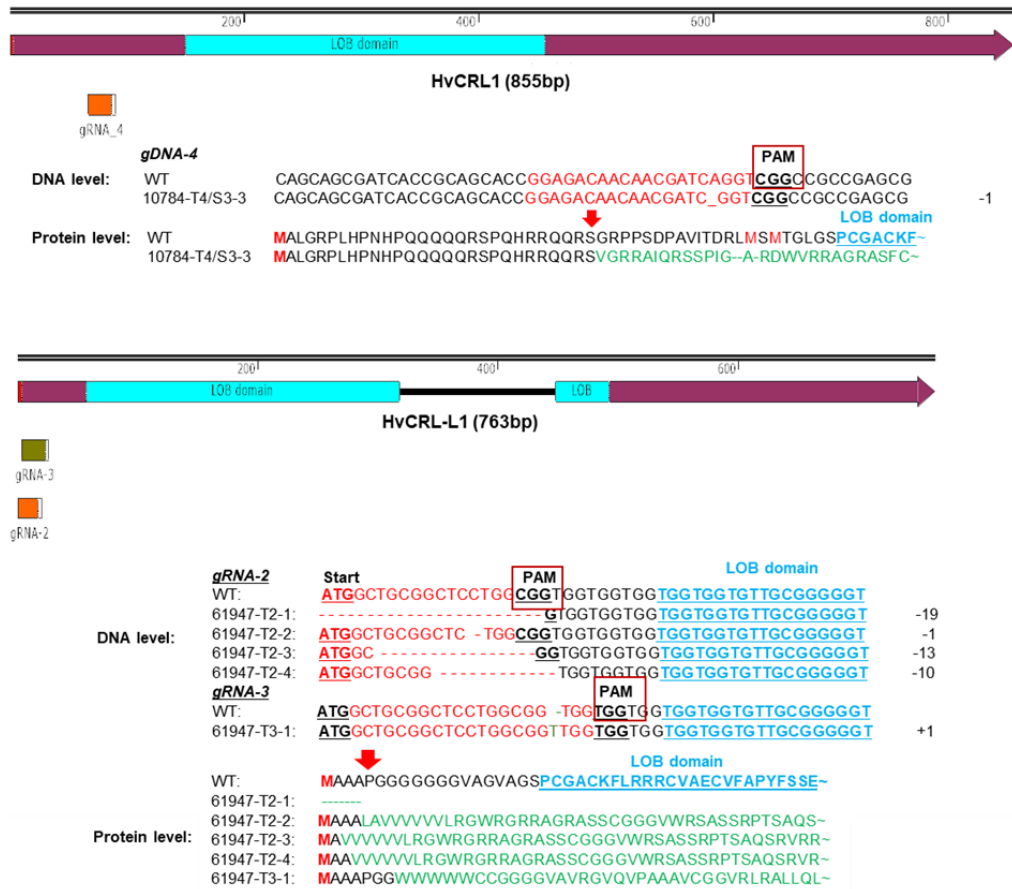 200 400 600 800
LOB domain
HvCRL1 (855bp)
gRNA_4
gDNA-4
PAM
DNA level: WT CAGCAGCGATCACCGCAGCACCGGAGACAACAACGATCAGGTCGGCCGCCGAGCG
10784-T4/S3-3 CAGCAGCGATCACCGCAGCACCGGAGACAACAACGATC_GGTCGGCCGCCGAGCG -1
LOB domain
Protein level: WT MALGRPLHPNHPQQQQQRSPQHRRQQRSGRPPSDPAVITDRLMSMTGLGSPCGACKF~
10784-T4/S3-3 MALGRPLHPNHPQQQQQRSPQHRRQQRSVGRRAIQRSSPIG--A-RDWVRRAGRASFC~
200 400 600
LOB domain LOB
HvCRL-L1 (763bp)
gRNA-3
gRNA-2
LOB domain
gRNA-2 Start PAM
WT: ATGGCTGCGGCTCCTGGCGGTGGTGGTGGTGGTGGTGGTGTTGCGGGGGT
61947-T2-1: - - - - - - - - - - - - - - - - - - - GTGGTGGTGGTGGTGGTGTTGCGGGGGT -19
DNA level:
61947-T2-2: ATGGCTGCGGCTC - TGGCGGTGGTGGTGGTGGTGGTGGTGTTGCGGGGGT -1
61947-T2-3: ATGGC - - - - - - - - - - - - - GGTGGTGGTGGTGGTGGTGTTGCGGGGGT -13
61947-T2-4: ATGGCTGCGG - - - - - - - - - - TGGTGGTGGTGGTGGTGTTGCGGGGGT -10
gRNA-3 PAM
WT: ATGGCTGCGGCTCCTGGCGG -TGGTGGTGGTGGTGGTGTTGCGGGGGT
61947-T3-1: ATGGCTGCGGCTCCTGGCGGTTGGTGGTGGTGGTGGTGTTGCGGGGGT +1
LOB domain
WT: MAAAPGGGGGGGVAGVAGSPCGACKFLRRRCVAECVFAPYFSSE~
61947-T2-1: -------
Protein level:
61947-T2-2: MAAALAVVVVVVLRGWRGRRAGRASSCGGGVWRSASSRPTSAQS~
61947-T2-3: MAVVVVVVLRGWRGRRAGRASSCGGGVWRSASSRPTSAQSRVRR~
61947-T2-4: MAAVVVVVVLRGWRGRRAGRASSCGGGVWRSASSRPTSAQSRVR~
61947-T3-1: MAAAPGGWWWWWCCGGGGVAVRGVQVPAAAVCGGVRLRALLQL~